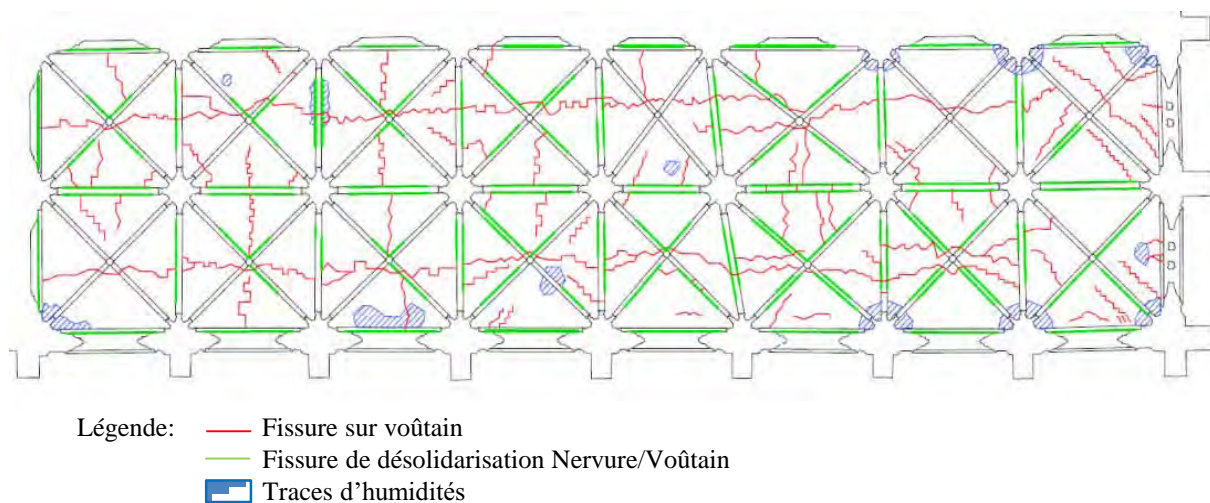 Légende:
Fissure sur voûtain
Fissure de désolidarisation Nervure/Voûtain
Traces d'humidités